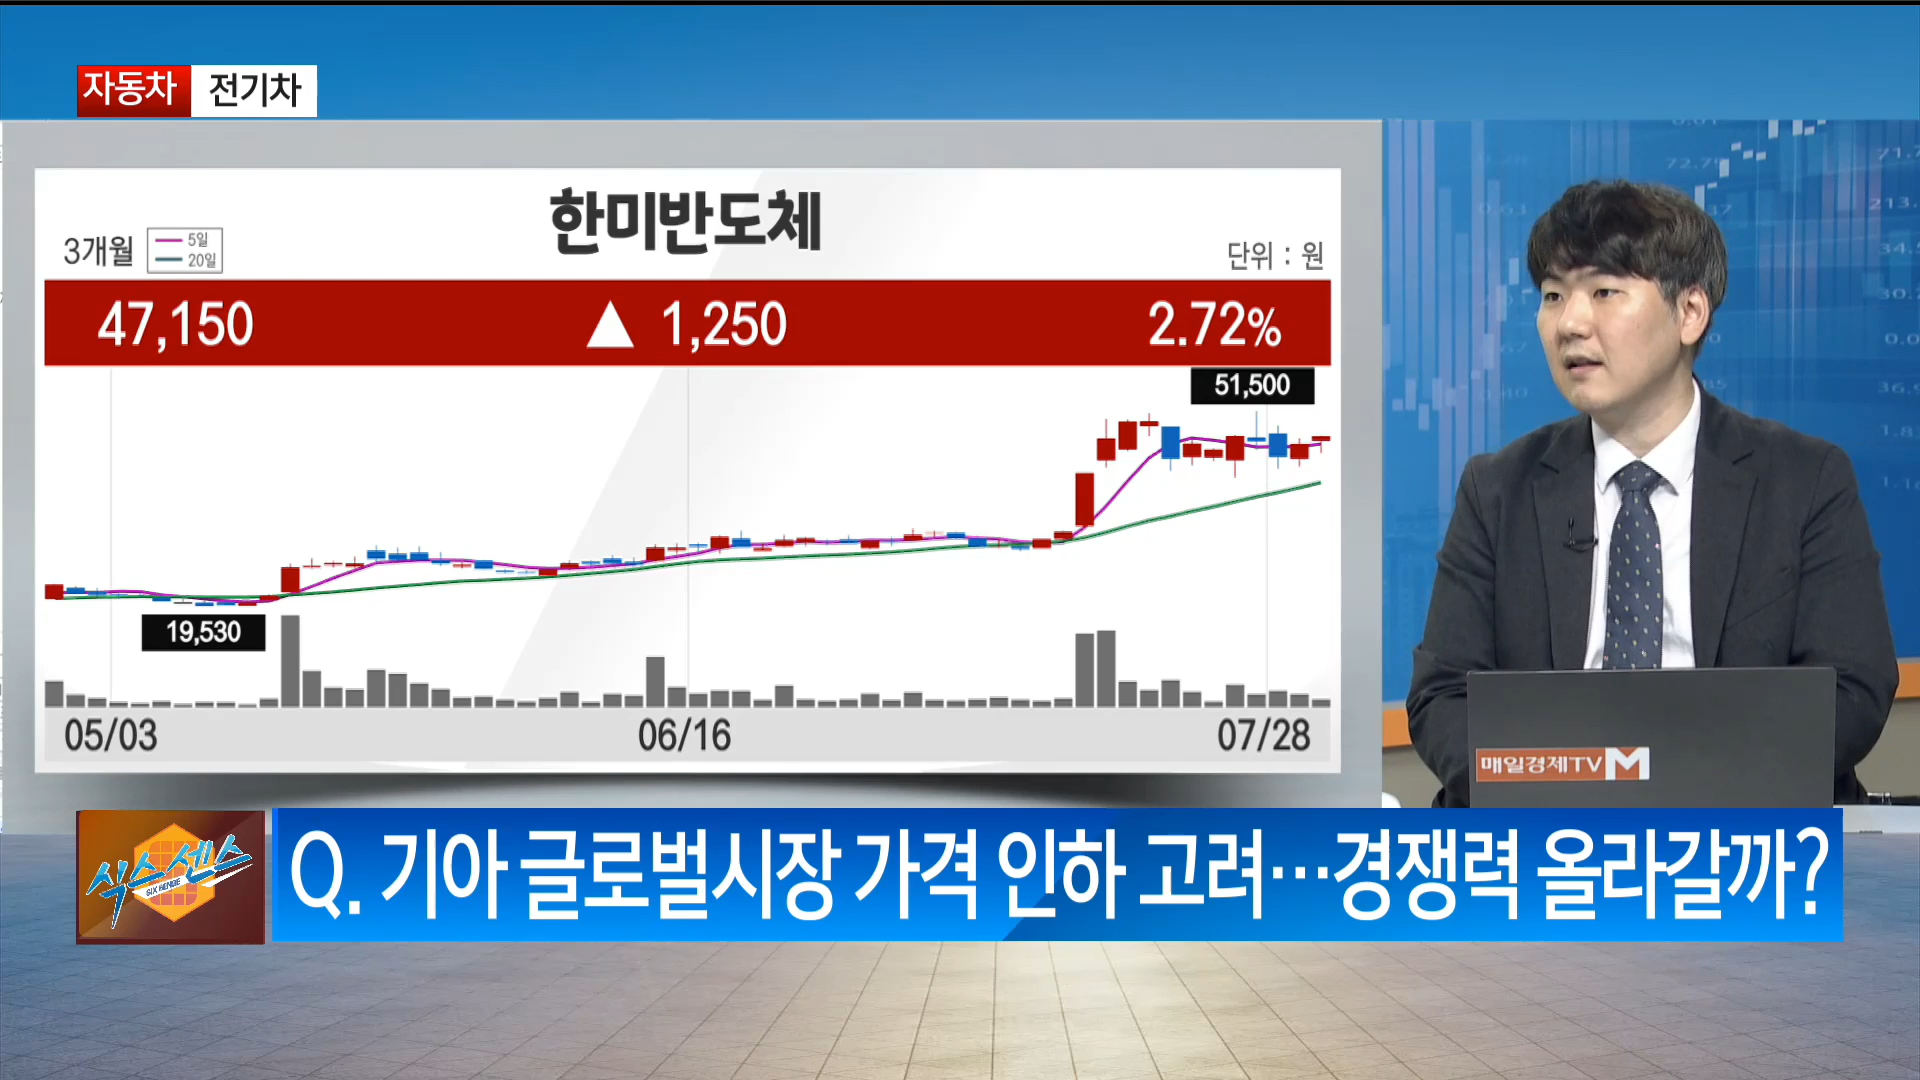 자동차 전기차
한미반도체
3개월
5일
20일
단위 : 원
47,150 ▲ 1,250 2.72%
51,500
19,530
05/03 06/16 07/28
매일경제TV M
식스센스
SIX SENSE
Q. 기아 글로벌시장 가격 인하 고려…경쟁력 올라갈까?